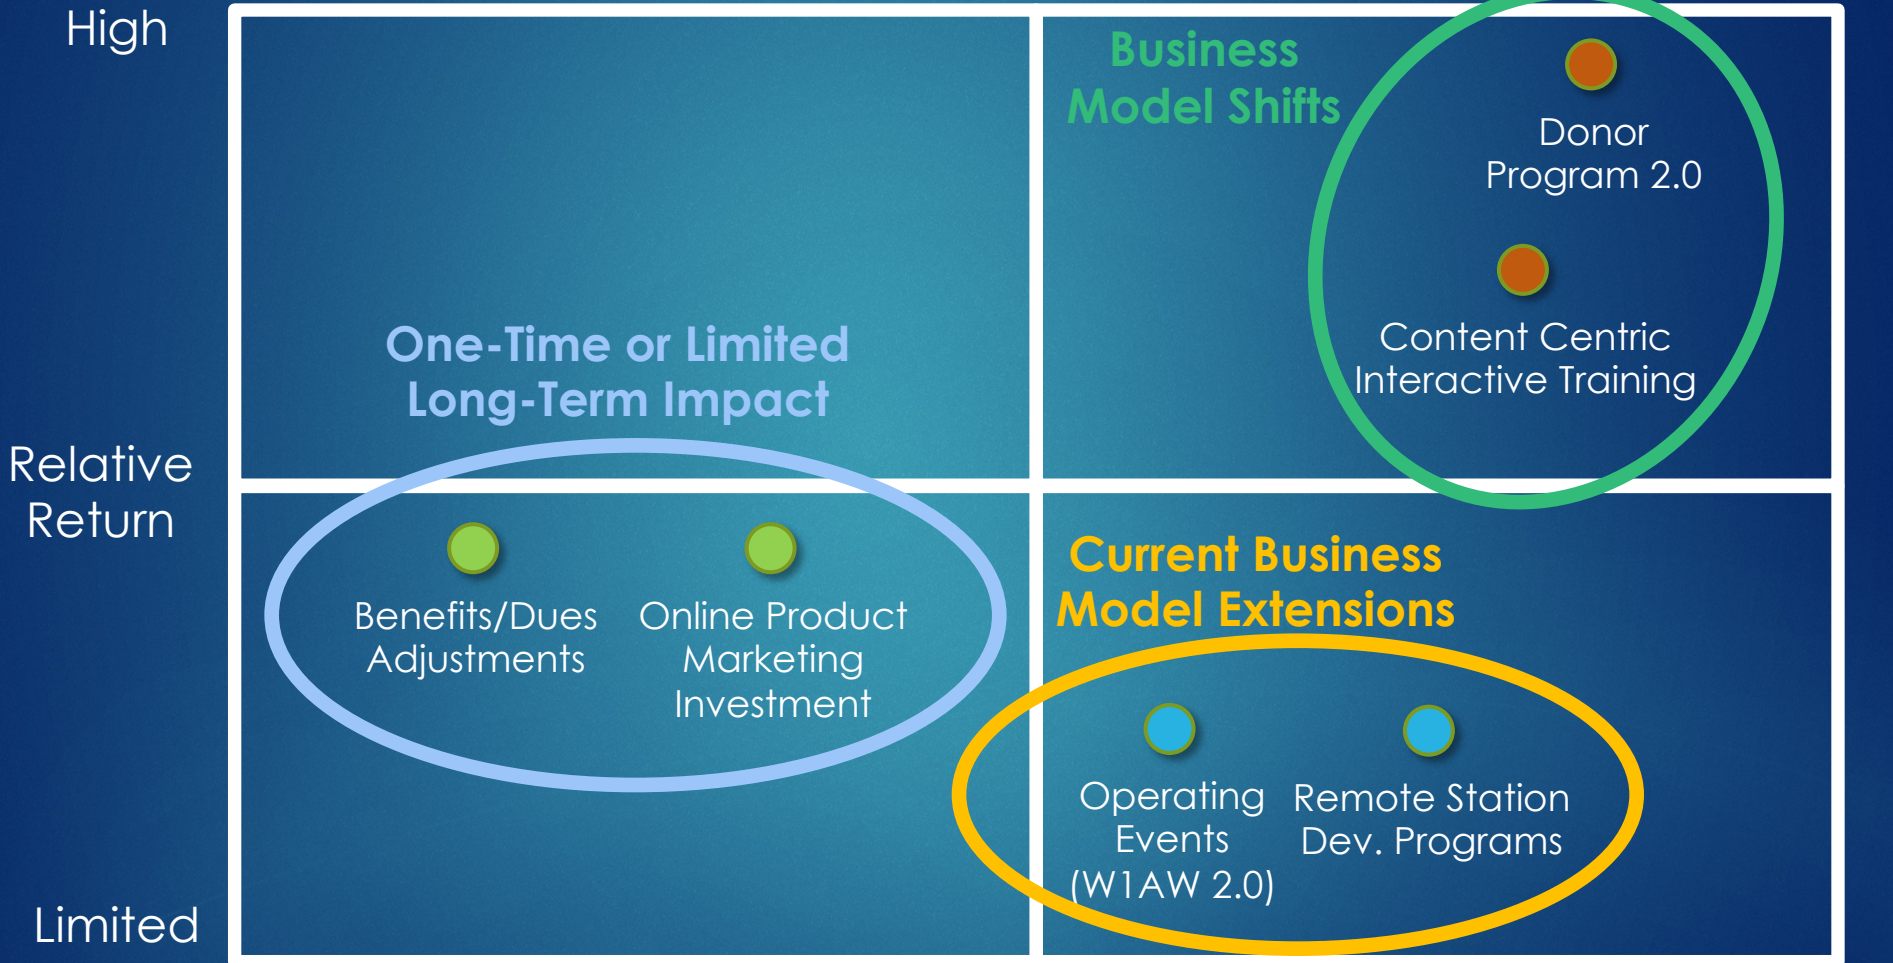 High
Business
Model Shifts
Donor
Program 2.0
Content Centric
Interactive Training
One-Time or Limited
Long-Term Impact
Relative
Return
Benefits/Dues
Adjustments
Online Product
Marketing
Investment
Current Business
Model Extensions
Operating
Events
(W1AW 2.0)
Remote Station
Dev. Programs
Limited